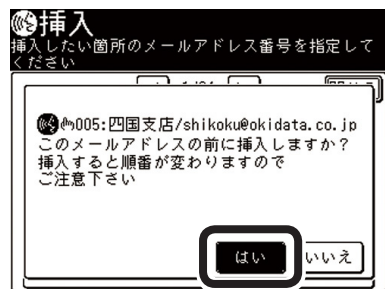 挿入
挿入したい箇所のメールアドレス番号を指定して
ください
005:四国支店/shikoku@okidata.co.jp
このメールアドレスの前に挿入しますか?
挿入すると順番が変わりますので
ご注意下さい
はい
いいえ